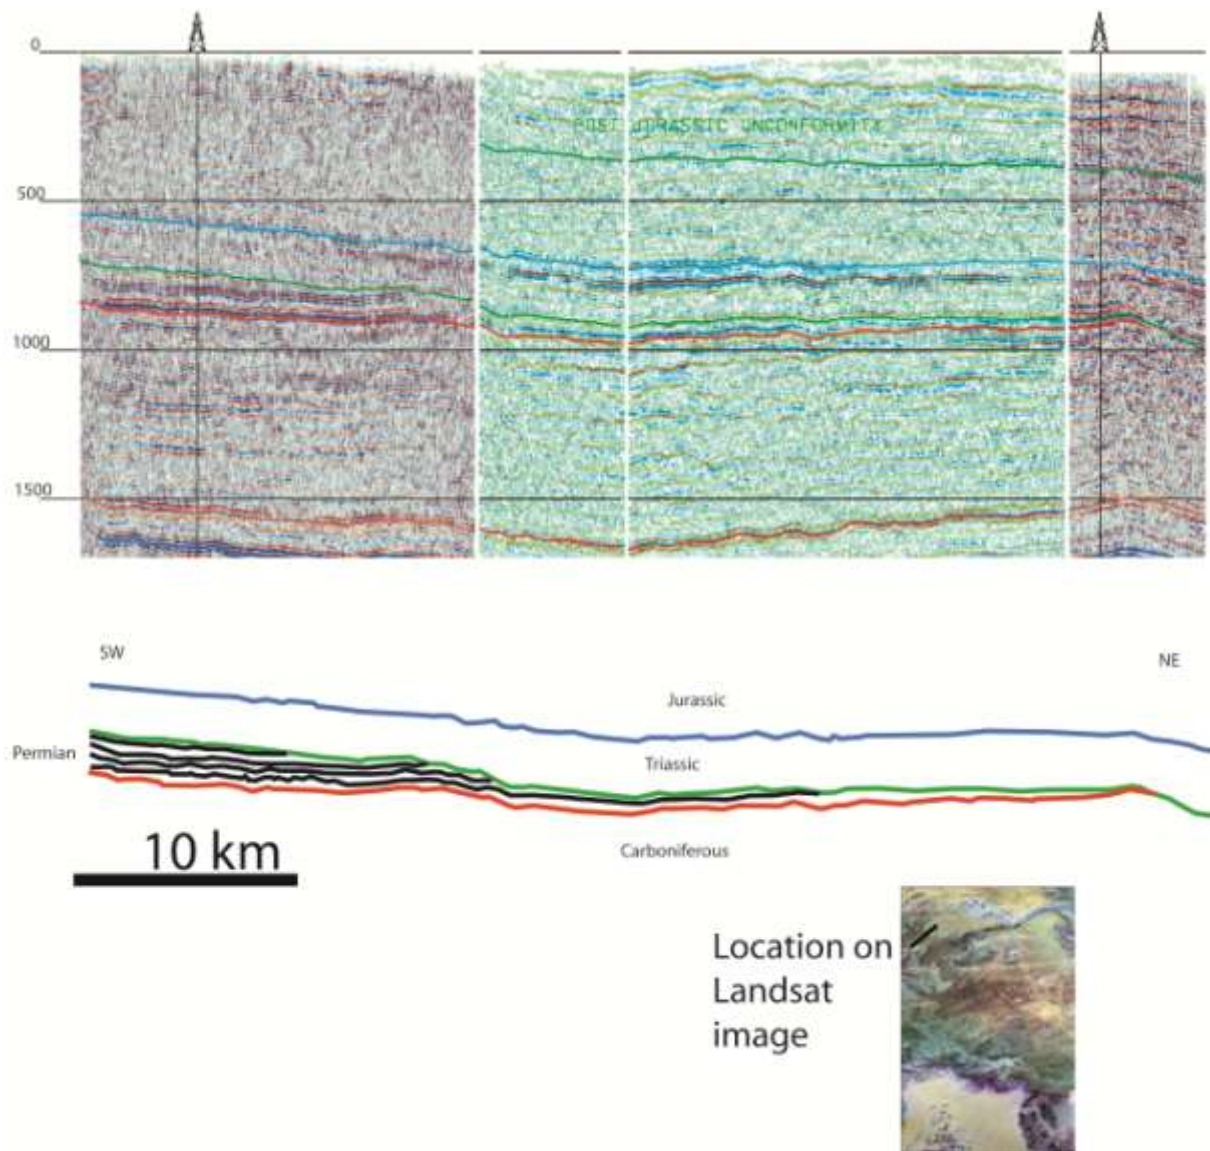 0
POST JURASSIC UNCONFORMITY
500
1000
1500
SW
NE
Jurassic
Permian
Triassic
10 km
Carboniferous
Location on
Landsat
image